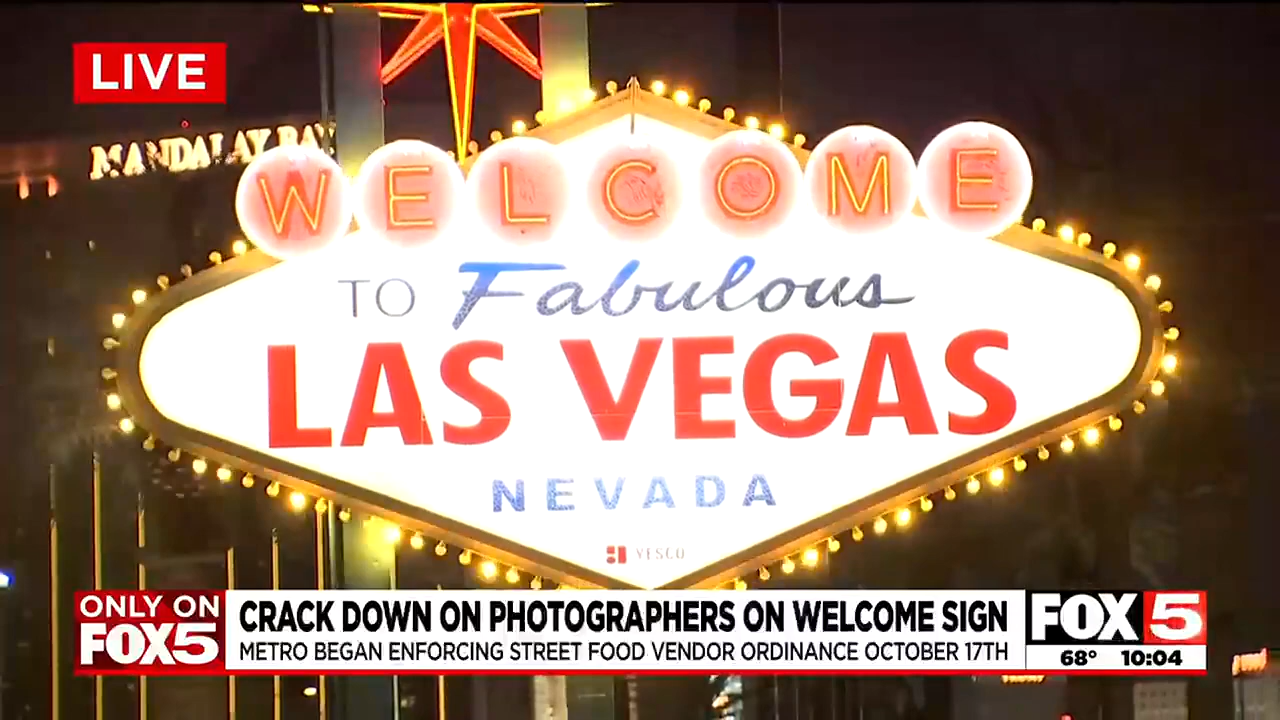 LIVE
MANDALAY BAY
WELCOME
TO Fabulous
LAS VEGAS
NEVADA
YESCO
ONLY ON
FOX5
CRACK DOWN ON PHOTOGRAPHERS ON WELCOME SIGN
METRO BEGAN ENFORCING STREET FOOD VENDOR ORDINANCE OCTOBER 17TH
FOX 5
68° 10:04